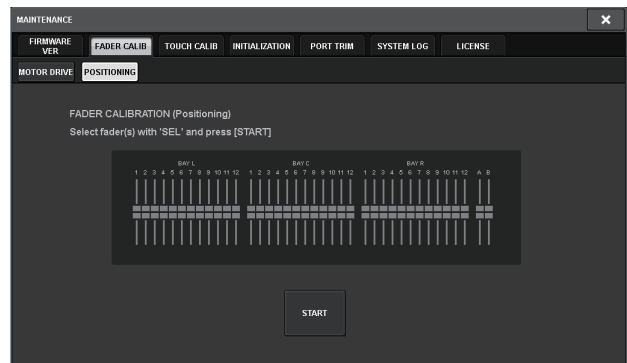 MAINTENANCE
FIRMWARE VER
FADER CALIB
TOUCH CALIB
INITIALIZATION
PORT TRIM
SYSTEM LOG
LICENSE
MOTOR DRIVE
POSITIONING
FADER CALIBRATION (Positioning)
Select fader(s) with 'SEL' and press [START]
BAY L BAY C BAY R
1 2 3 4 5 6 7 8 9 10 11 12 1 2 3 4 5 6 7 8 9 10 11 12 1 2 3 4 5 6 7 8 9 10 11 12 A B
START